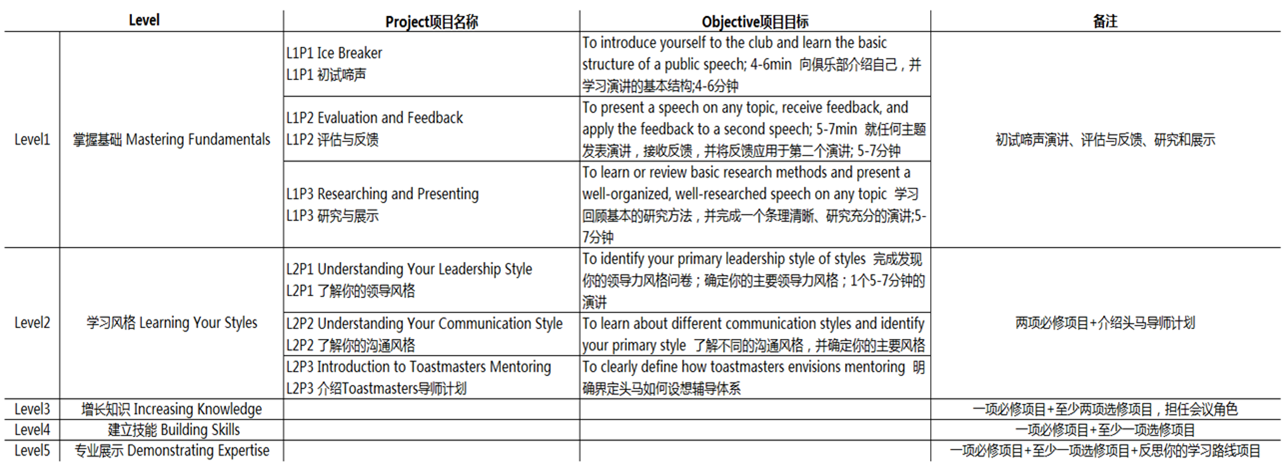 Level Project项目名称 Objective项目目标 备注
Level1
掌握基础 Mastering Fundamentals
L1P1 Ice Breaker
L1P1 初试啼声
To introduce yourself to the club and learn the basic
structure of a public speech; 4-6min 向俱乐部介绍自己，并
学习演讲的基本结构;4-6分钟
L1P2 Evaluation and Feedback
L1P2 评估与反馈
To present a speech on any topic, receive feedback, and
apply the feedback to a second speech; 5-7min 就任何主题
发表演讲，接收反馈，并将反馈应用于第二个演讲; 5-7分钟
L1P3 Researching and Presenting
L1P3 研究与展示
To learn or review basic research methods and present a
well-organized, well-researched speech on any topic 学习
回顾基本的研究方法，并完成一个条理清晰、研究充分的演讲;5-
7分钟
初试啼声演讲、评估与反馈、研究和展示
Level2
学习风格 Learning Your Styles
L2P1 Understanding Your Leadership Style
L2P1 了解你的领导风格
To identify your primary leadership style of styles 完成发现
你的领导力风格问卷；确定你的主要领导力风格；1个5-7分钟的
演讲
L2P2 Understanding Your Communication Style
L2P2 了解你的沟通风格
To learn about different communication styles and identify
your primary style 了解不同的沟通风格，并确定你的主要风格
L2P3 Introduction to Toastmasters Mentoring
L2P3 介绍Toastmasters导师计划
To clearly define how toastmasters envisions mentoring 明
确界定头马如何设想辅导体系
两项必修项目+介绍头马导师计划
Level3 增长知识 Increasing Knowledge 一项必修项目+至少两项选修项目，担任会议角色
Level4 建立技能 Building Skills 一项必修项目+至少一项选修项目
Level5 专业展示 Demonstrating Expertise 一项必修项目+至少一项选修项目+反思你的学习路线项目